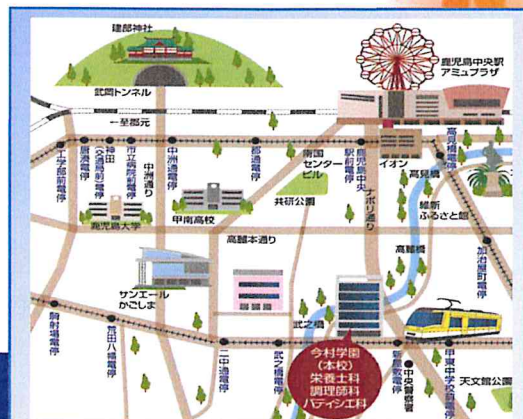 建部神社
武岡トンネル
鹿児島中央駅
アミュプラザ
←至郡元
工学部前電停
唐湊電停
神田
(交通局前)電停
市立病院前電停
中洲通り
中洲通電停
都通電停
南国
センター
ビル
鹿児島中央
駅前電停
ナポリ通り
イオン
高見橋
高見橋電停
維新
ふるさと館
加治屋町電停
共研公園
甲南高校
鹿児島大学
高麗本通り
高麗橋
サンエール
かごしま
武之橋
今村学園
(本校)
栄養士科
調理師科
パティシエ科
騎射場電停
荒田八幡電停
二中通電停
武之橋電停
新屋敷電停
中央警察署
甲東中学校前電停
天文館公園